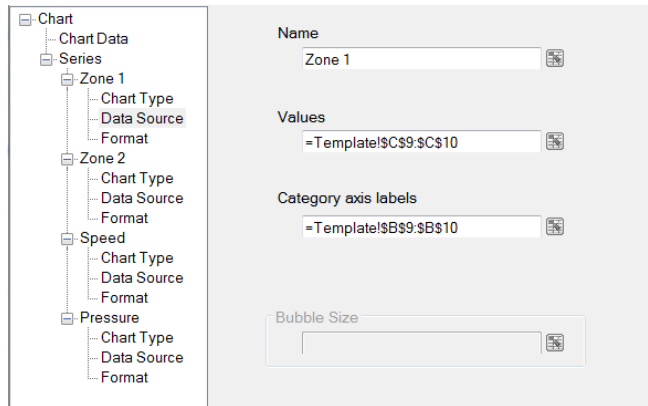 Chart
Chart Data
Series
Zone 1
Chart Type
Data Source
Format
Zone 2
Chart Type
Data Source
Format
Speed
Chart Type
Data Source
Format
Pressure
Chart Type
Data Source
Format
Name
Zone 1
Values
=Template!$C$9:$C$10
Category axis labels
=Template!$B$9:$B$10
Bubble Size